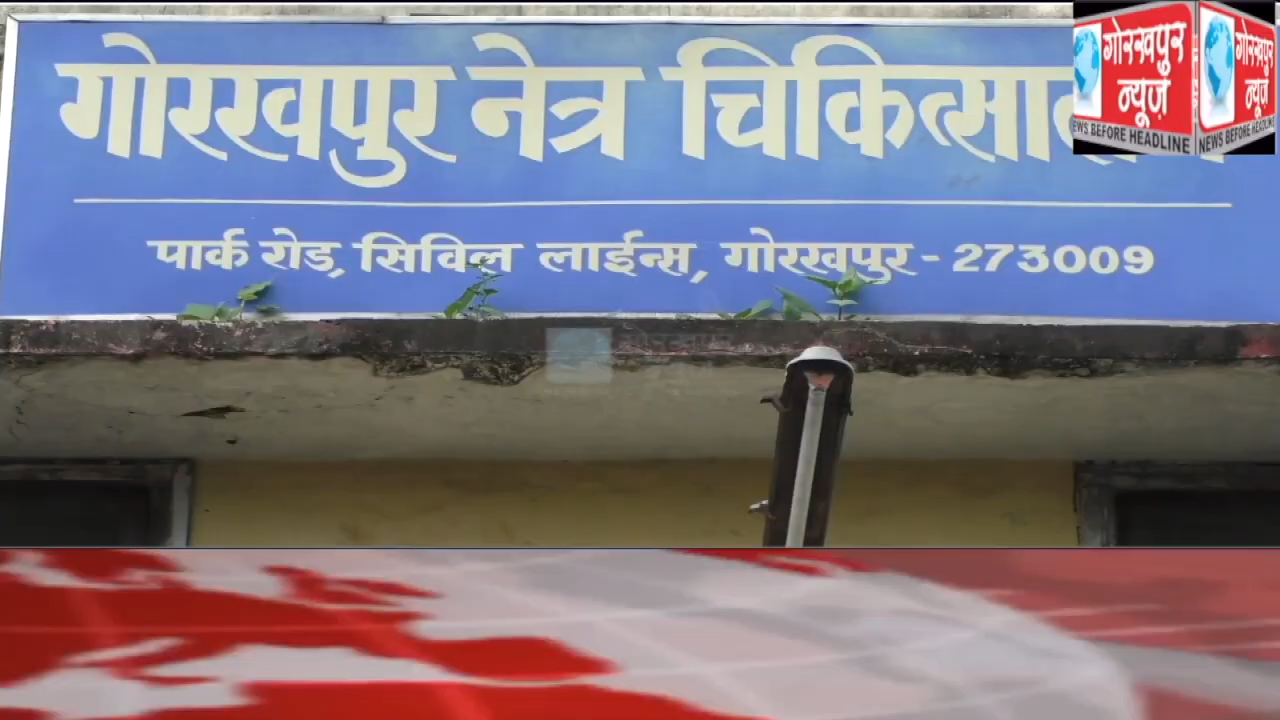 गोरखपुर नेत्र
पार्क रोड, सिविल लाईन्स, गोरखपुर - 273009
गोरखपुर
न्यूज़
NEWS BEFORE HEADLINE
गोरखपुर
न्यूज़
NEWS BEFORE HEADLINE